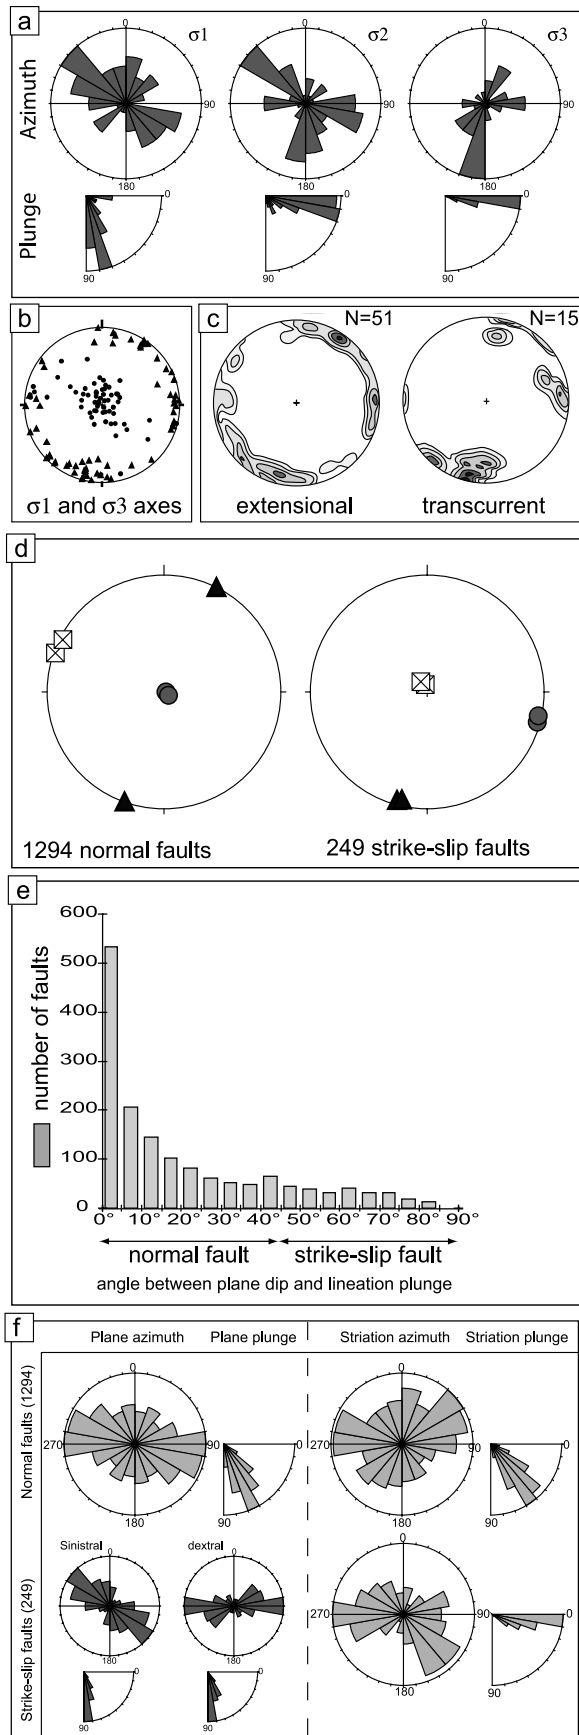 a
σ1
σ2
σ3
Azimuth
0
0
0
90
90
90
180
180
180
Plunge
0
0
0
90
90
90
b
c
N=51
N=15
σ1 and σ3 axes
extensional
transcurrent
d
1294 normal faults
249 strike-slip faults
e
number of faults
600
500
400
300
200
100
0
0° 10° 20° 30° 40° 50° 60° 70° 80° 90°
normal fault
strike-slip fault
angle between plane dip and lineation plunge
f
Plane azimuth
Plane plunge
Striation azimuth
Striation plunge
Normal faults (1294)
0
0
270
90
0
270
90
0
180
90
180
90
Strike-slip faults (249)
Sinistral
dextral
0
0
0
90
90
270
90
0
180
180
180
90
0
0
90
90